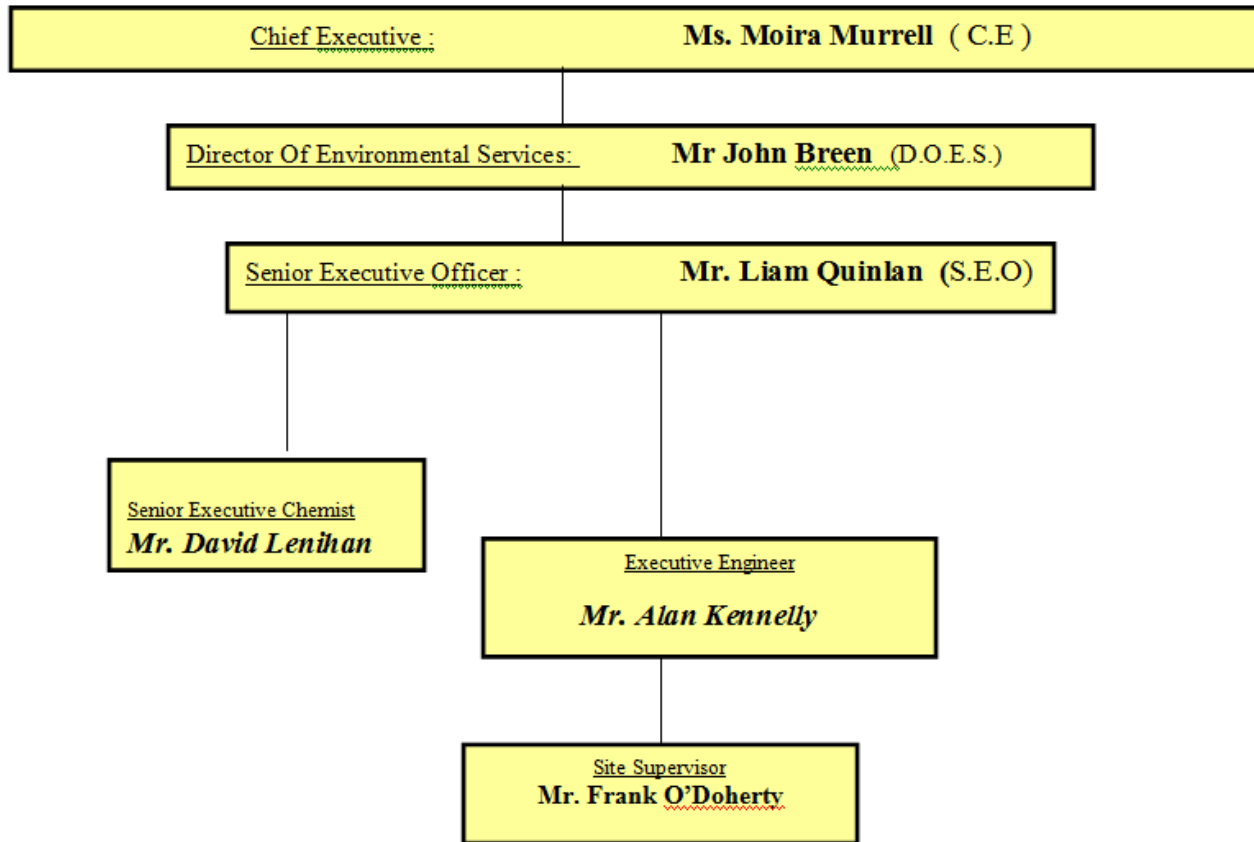 Chief Executive : Ms. Moira Murrell ( C.E )
Director Of Environmental Services: Mr John Breen (D.O.E.S.)
Senior Executive Officer : Mr. Liam Quinlan (S.E.O)
Senior Executive Chemist
Mr. David Lenihan
Executive Engineer
Mr. Alan Kennelly
Site Supervisor
Mr. Frank O’Doherty